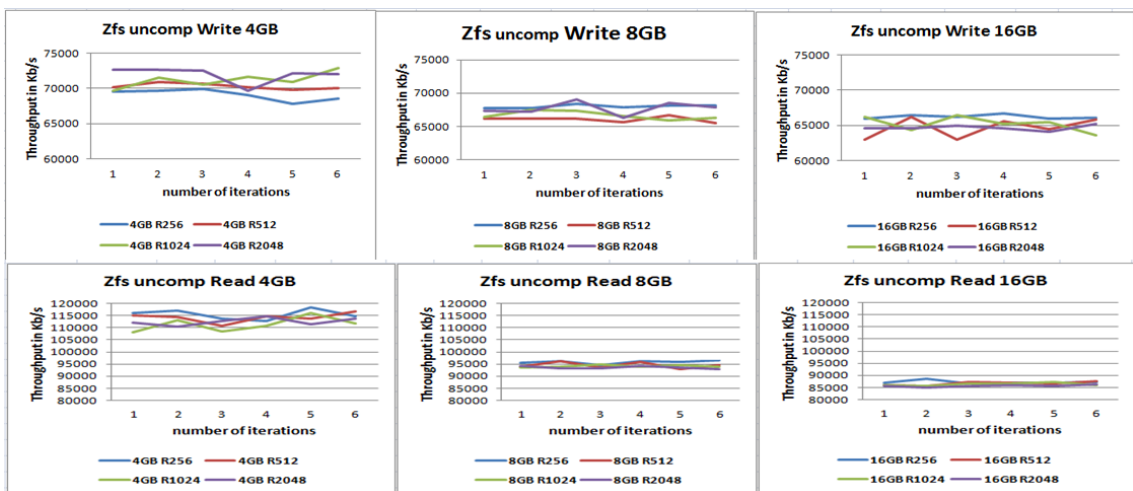 Zfs uncomp Write 4GB
Throughput in Kb/s
75000
70000
65000
60000
1 2 3 4 5 6
number of iterations
4GB R256 4GB R512
4GB R1024 4GB R2048
Zfs uncomp Write 8GB
Throughput in Kb/s
75000
70000
65000
60000
1 2 3 4 5 6
number of iterations
8GB R256 8GB R512
8GB R1024 8GB R2048
Zfs uncomp Write 16GB
Throughput in Kb/s
75000
70000
65000
60000
1 2 3 4 5 6
number of iterations
16GB R256 16GB R512
16GB R1024 16GB R2048
Zfs uncomp Read 4GB
Throughput in Kb/s
120000
115000
110000
105000
100000
95000
90000
85000
80000
1 2 3 4 5 6
number of iterations
4GB R256 4GB R512
4GB R1024 4GB R2048
Zfs uncomp Read 8GB
Throughput in Kb/s
120000
115000
110000
105000
100000
95000
90000
85000
80000
1 2 3 4 5 6
number of iterations
8GB R256 8GB R512
8GB R1024 8GB R2048
Zfs uncomp Read 16GB
Throughput in Kb/s
120000
115000
110000
105000
100000
95000
90000
85000
80000
1 2 3 4 5 6
number of iterations
16GB R256 16GB R512
16GB R1024 16GB R2048